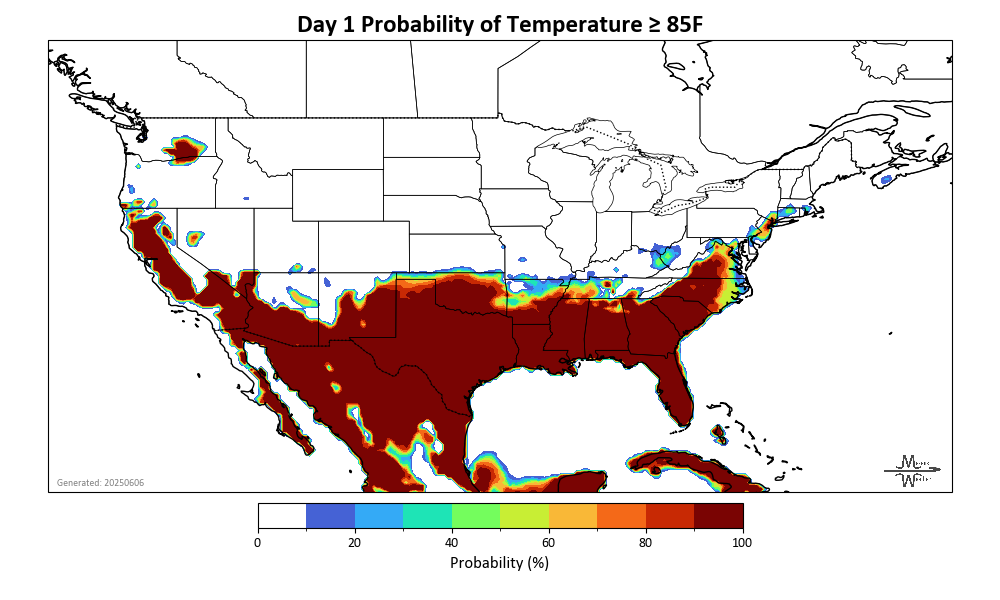 Day 1 Probability of Temperature ≥ 85F
Generated: 20250606
0 20 40 60 80 100
Probability (%)